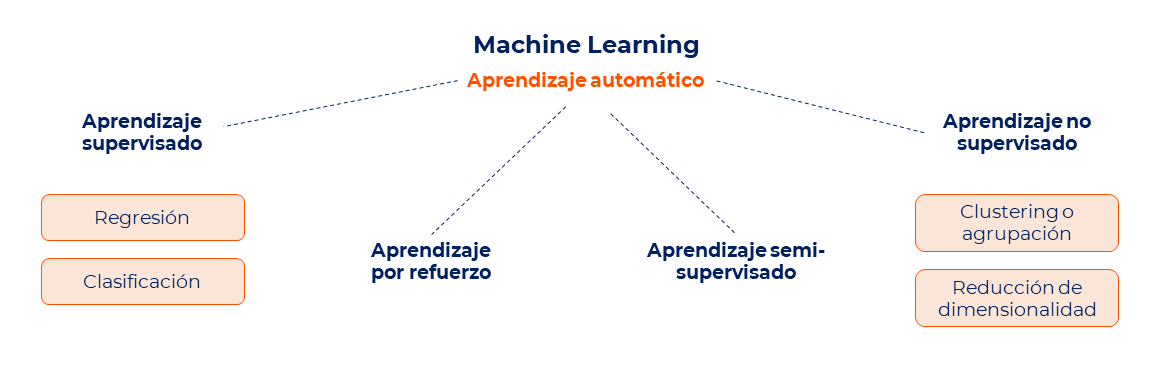 Machine Learning
Aprendizaje automático
Aprendizaje
supervisado
Regresión
Clasificación
Aprendizaje
por refuerzo
Aprendizaje semi-
supervisado
Aprendizaje no
supervisado
Clustering o
agrupación
Reducción de
dimensionalidad